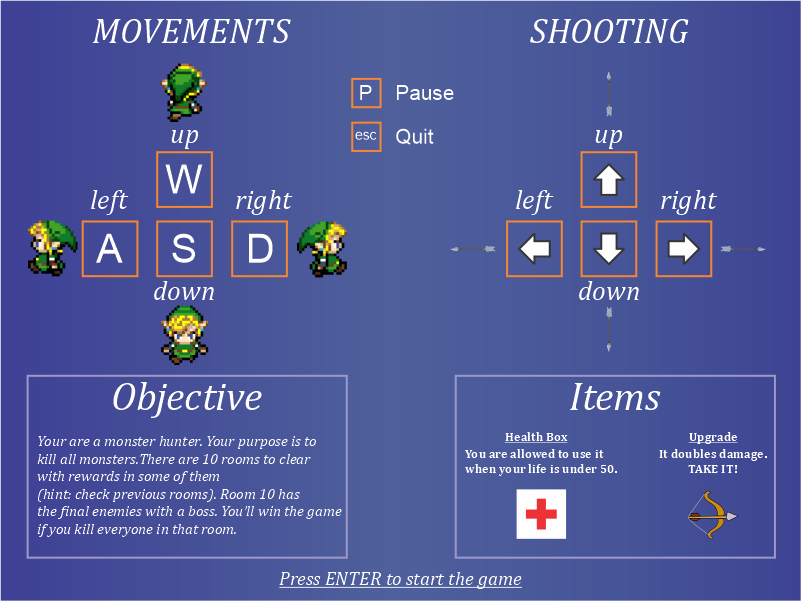 MOVEMENTS
up
W
left
right
A
S
D
down
P Pause
esc Quit
SHOOTING
up
left
right
down
Objective
Your are a monster hunter. Your purpose is to
kill all monsters.There are 10 rooms to clear
with rewards in some of them
(hint: check previous rooms). Room 10 has
the final enemies with a boss. You'll win the game
if you kill everyone in that room.
Items
Health Box
You are allowed to use it
when your life is under 50.
Upgrade
It doubles damage.
TAKE IT!
Press ENTER to start the game